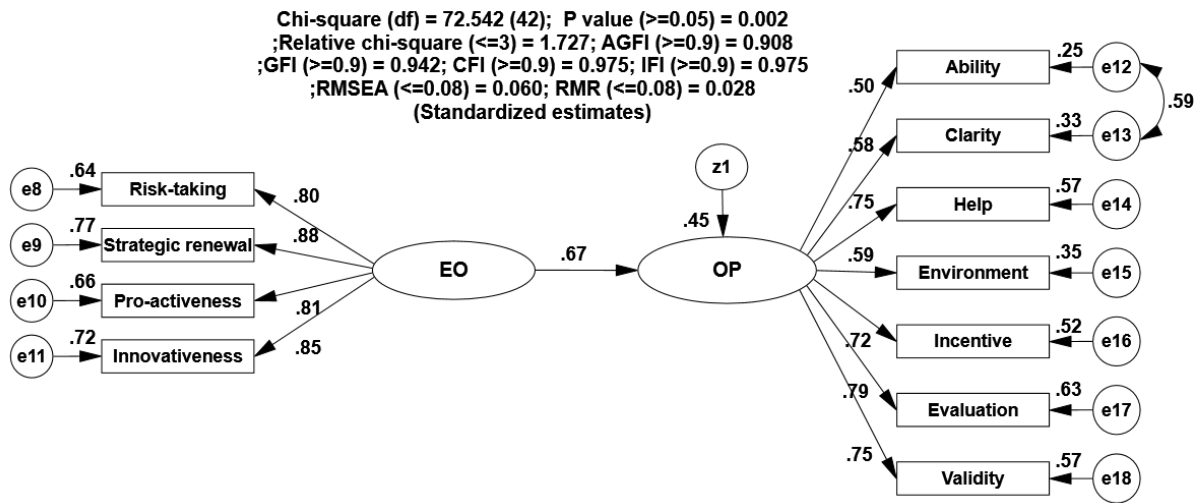 Chi-square (df) = 72.542 (42);  P value (>=0.05) = 0.002
;Relative chi-square (<=3) = 1.727; AGFI (>=0.9) = 0.908
;GFI (>=0.9) = 0.942; CFI (>=0.9) = 0.975; IFI (>=0.9) = 0.975
;RMSEA (<=0.08) = 0.060; RMR (<=0.08) = 0.028
(Standardized estimates)
e8
.64
Risk-taking
.80
e9
.77
Strategic renewal
.88
e10
.66
Pro-activeness
.81
e11
.72
Innovativeness
.85
EO
.67
z1
.45
OP
.50
Ability
.25
e12
.59
.58
Clarity
.33
e13
.75
Help
.57
e14
.59
Environment
.35
e15
.72
Incentive
.52
e16
.79
Evaluation
.63
e17
.75
Validity
.57
e18